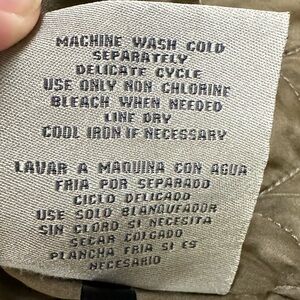 MACHINE WASH COLD
SEPARATELY
DELICATE CYCLE
USE ONLY NON CHLORINE
BLEACH WHEN NEEDED
LINE DRY
COOL IRON IF NECESSARY
LAVAR A MAQUINA CON AGUA
FRIA POR SEPARADO
CICLO DELICADO
USE SOLO BLANQUEADOR
SIN CLORO SI NECESITA
SECAR COLGADO
PLANCHA FRIA SI ES
NECESARIO